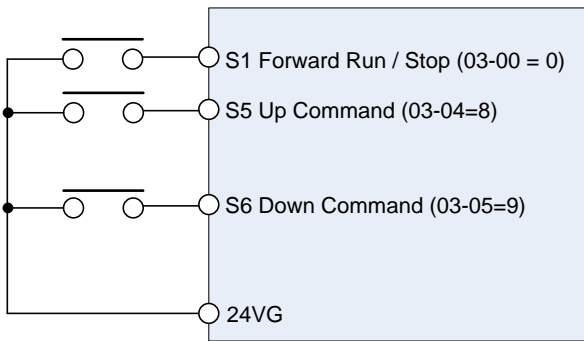 S1 Forward Run / Stop (03-00 = 0)
S5 Up Command (03-04=8)
S6 Down Command (03-05=9)
24VG